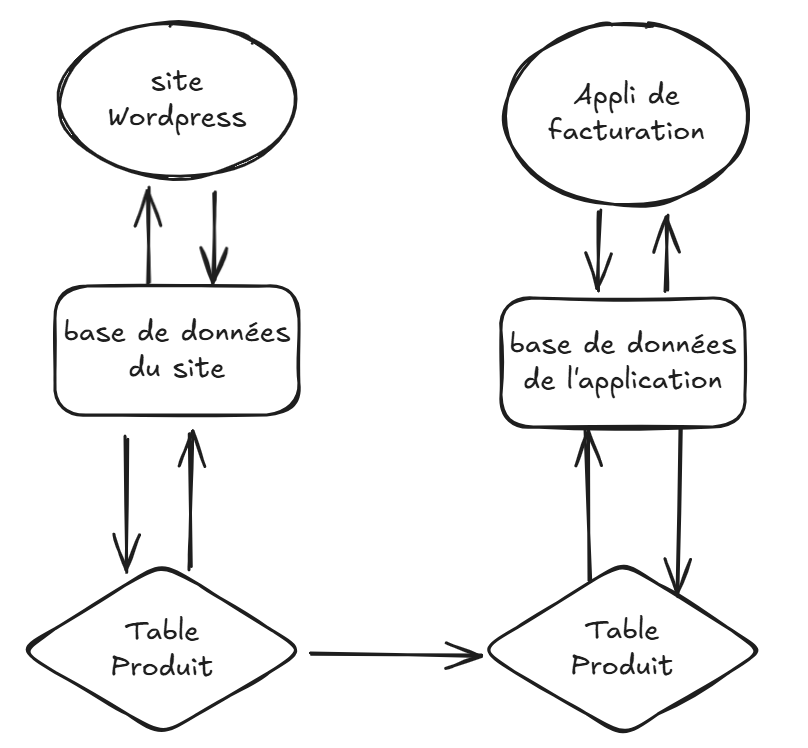 site
Wordpress
Appli de
facturation
base de données
du site
base de données
de l'application
Table
Produit
Table
Produit